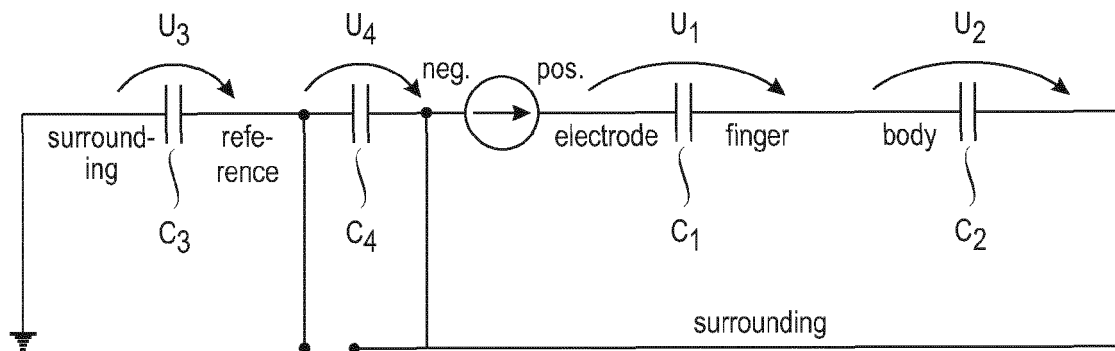 U3 U4 U1 U2
neg. pos.
surround- refe- electrode finger body
ing rence
C3 C4 C1 C2
surrounding